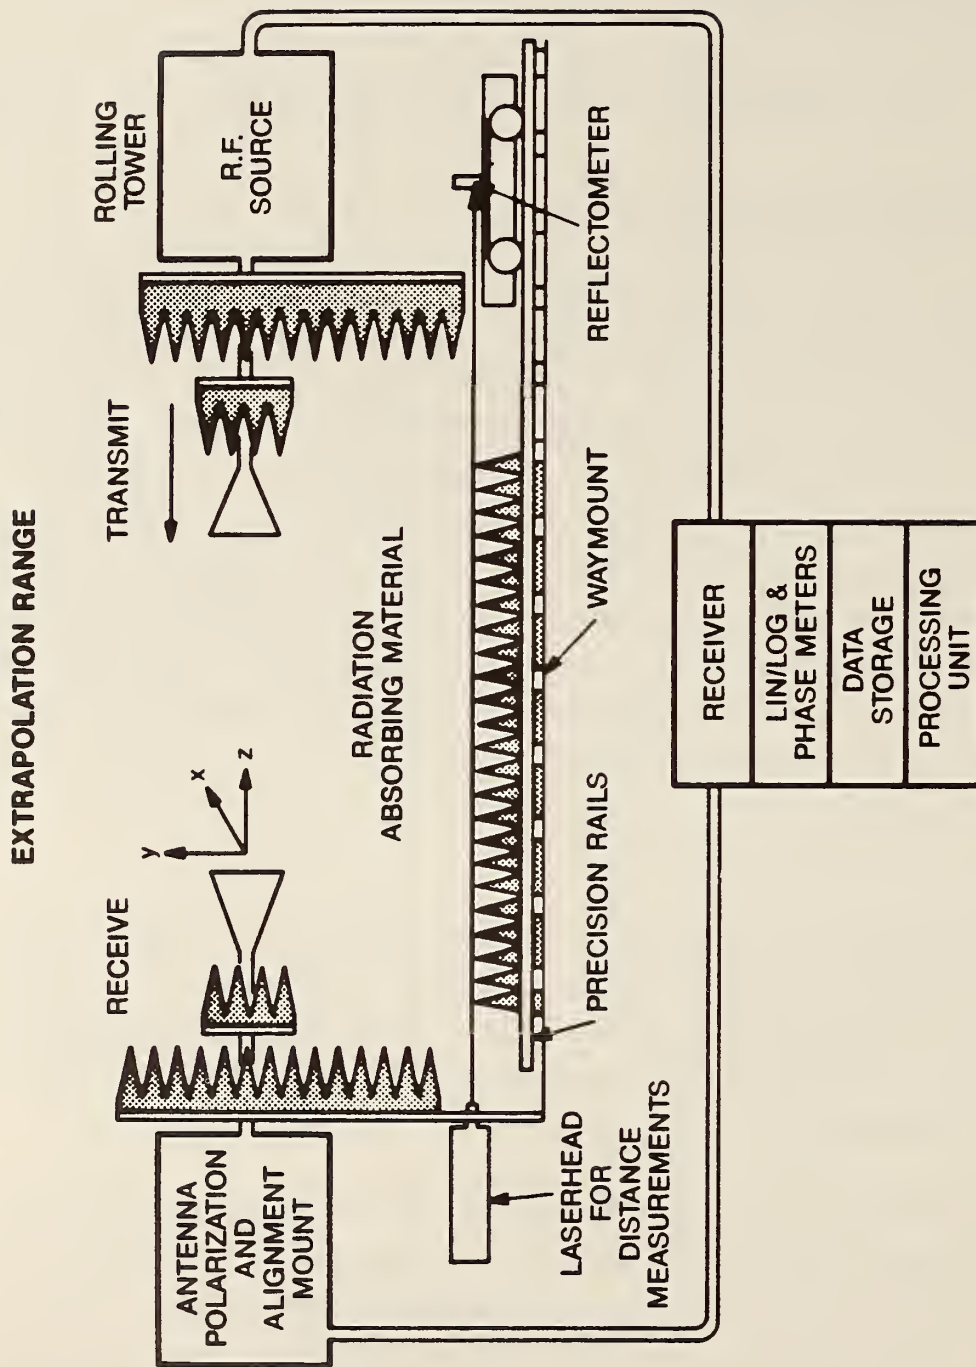 EXTRAPOLATION RANGE
RECEIVE
TRANSMIT
ROLLING
TOWER
ANTENNA
POLARIZATION
AND
ALIGNMENT
MOUNT
y
x
z
R.F.
SOURCE
RADIATION
ABSORBING MATERIAL
LASERHEAD
FOR
DISTANCE
MEASUREMENTS
PRECISION RAILS
WAYMOUNT
REFLECTOMETER
RECEIVER
LIN/LOG &
PHASE METERS
DATA
STORAGE
PROCESSING
UNIT